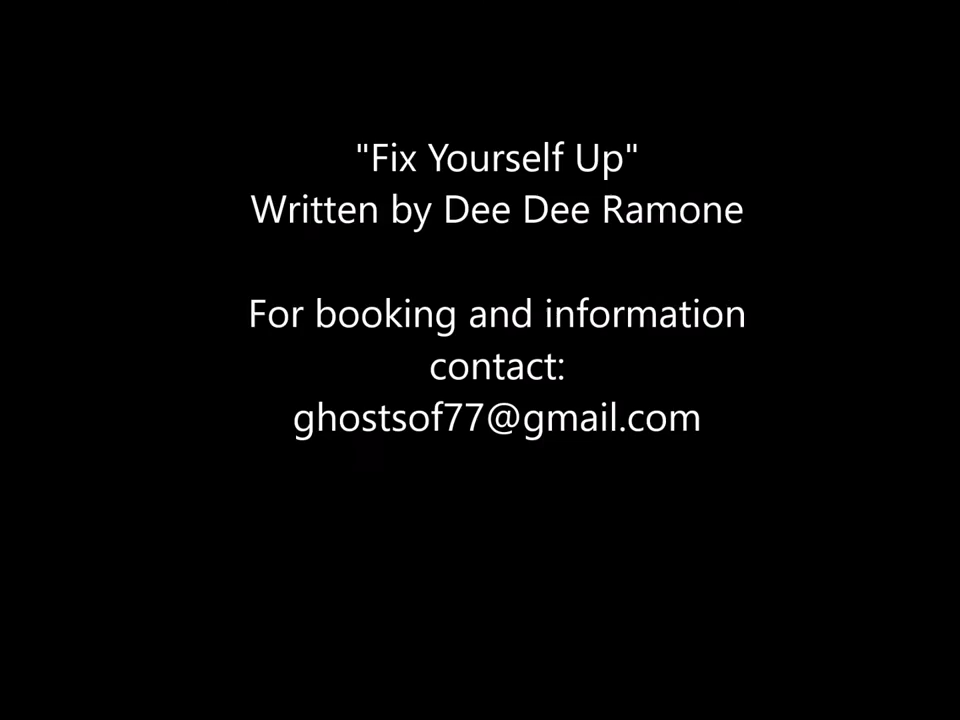 "Fix Yourself Up"
Written by Dee Dee Ramone
For booking and information
contact:
ghostsof77@gmail.com